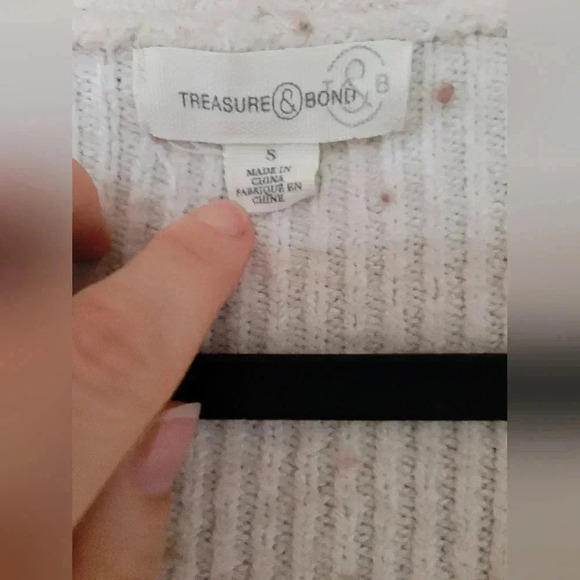 TREASURE & BOND
T & B
S
MADE IN
CHINA
FABRIQUÉ EN
CHINE